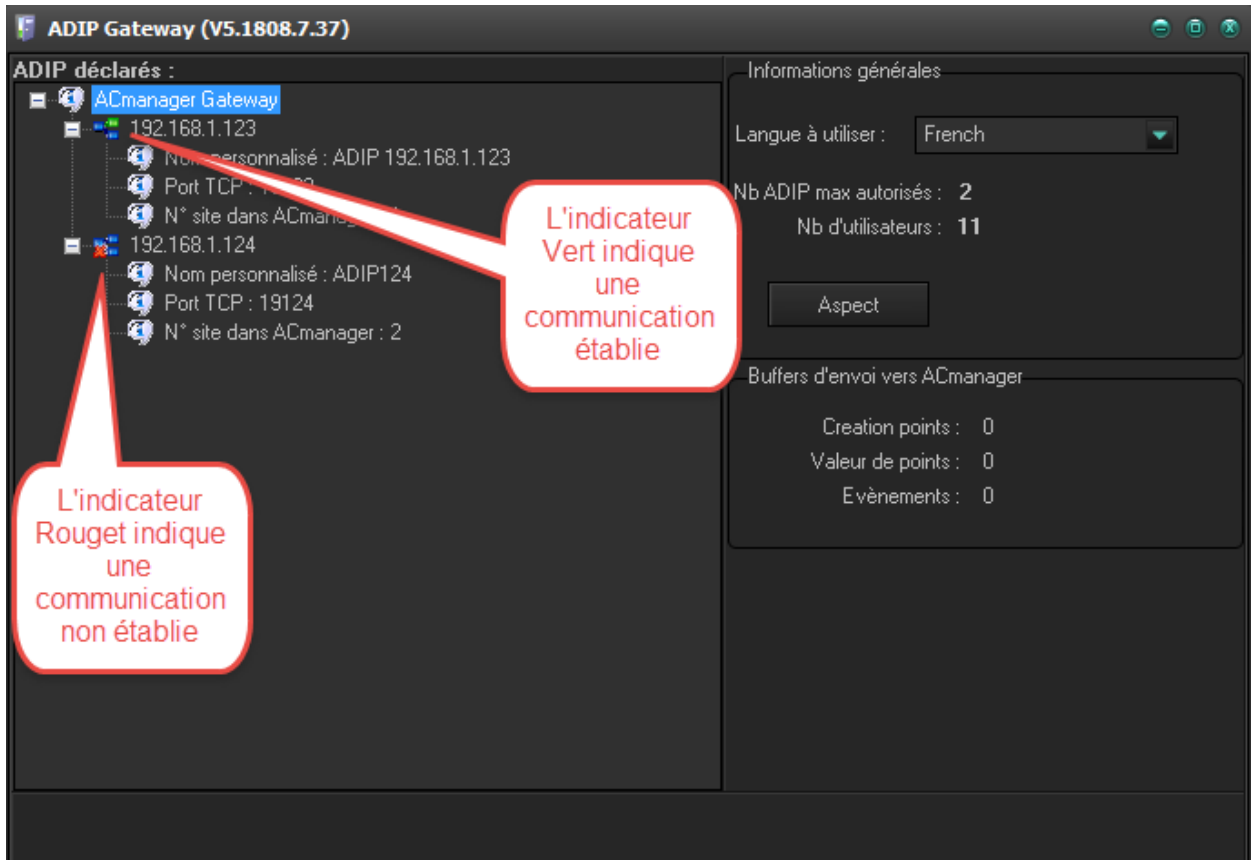 ADIP Gateway (V5.1808.7.37)
ADIP déclarés :
ACmanager Gateway
192.168.1.123
Nom personnalisé : ADIP 192.168.1.123
Port TCP :
N° site dans ACmanager
192.168.1.124
Nom personnalisé : ADIP124
Port TCP : 19124
N° site dans ACmanager : 2
L'indicateur
Vert indique
une
communication
établie
L'indicateur
Rouget indique
une
communication
non établie
Informations générales
Langue à utiliser : French
Nb ADIP max autorisés : 2
Nb d'utilisateurs : 11
Aspect
Buffers d'envoi vers ACmanager
Creation points : 0
Valeur de points : 0
Evènements : 0